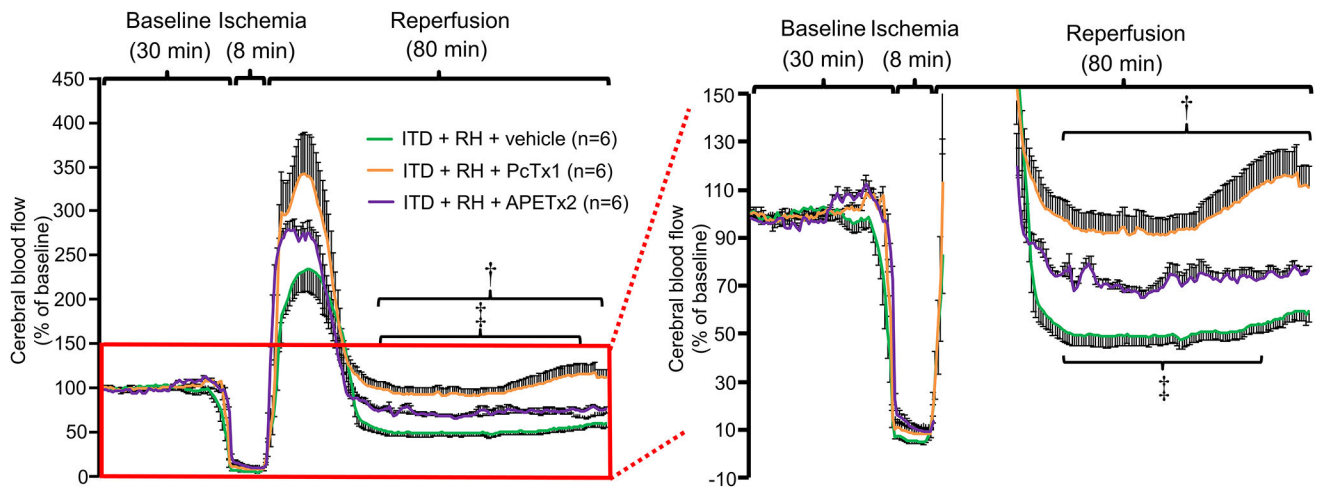 Baseline Ischemia Reperfusion
(30 min) (8 min) (80 min)
450
400
350
300
250
200
150
100
50
0
Cerebral blood flow
(% of baseline)
ITD + RH + vehicle (n=6)
ITD + RH + PcTx1 (n=6)
ITD + RH + APETx2 (n=6)
†
‡
Baseline Ischemia Reperfusion
(30 min) (8 min) (80 min)
150
130
110
90
70
50
30
10
-10
Cerebral blood flow
(% of baseline)
†
‡